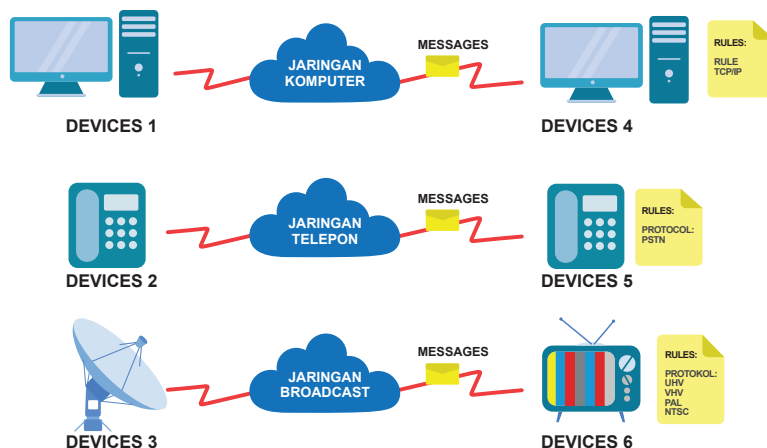 JARINGAN
KOMPUTER
MESSAGES
RULES:
RULE
TCP/IP
DEVICES 1
DEVICES 4
JARINGAN
TELEPON
MESSAGES
RULES:
PROTOCOL:
PSTN
DEVICES 2
DEVICES 5
JARINGAN
BROADCAST
MESSAGES
RULES:
PROTOKOL:
UHV
VHV
PAL
NTSC
DEVICES 3
DEVICES 6